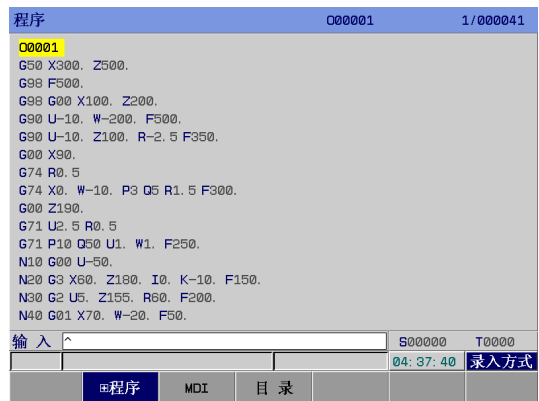 程序 O00001 1/000041
O0001
G50 X300. Z500.
G98 F500.
G98 G00 X100. Z200.
G90 U-10. W-200. F500.
G90 U-10. Z100. R-2.5 F350.
G00 X90.
G74 R0.5
G74 X0. W-10. P3 Q5 R1.5 F300.
G00 Z190.
G71 U2.5 R0.5
G71 P10 Q50 U1. W1. F250.
N10 G00 U-50.
N20 G3 X60. Z180. I0. K-10. F150.
N30 G2 U5. Z155. R60. F200.
N40 G01 X70. W-20. F50.
输入 ^ S00000 T0000
04:37:40 录入方式
⊞程序 MDI 目录